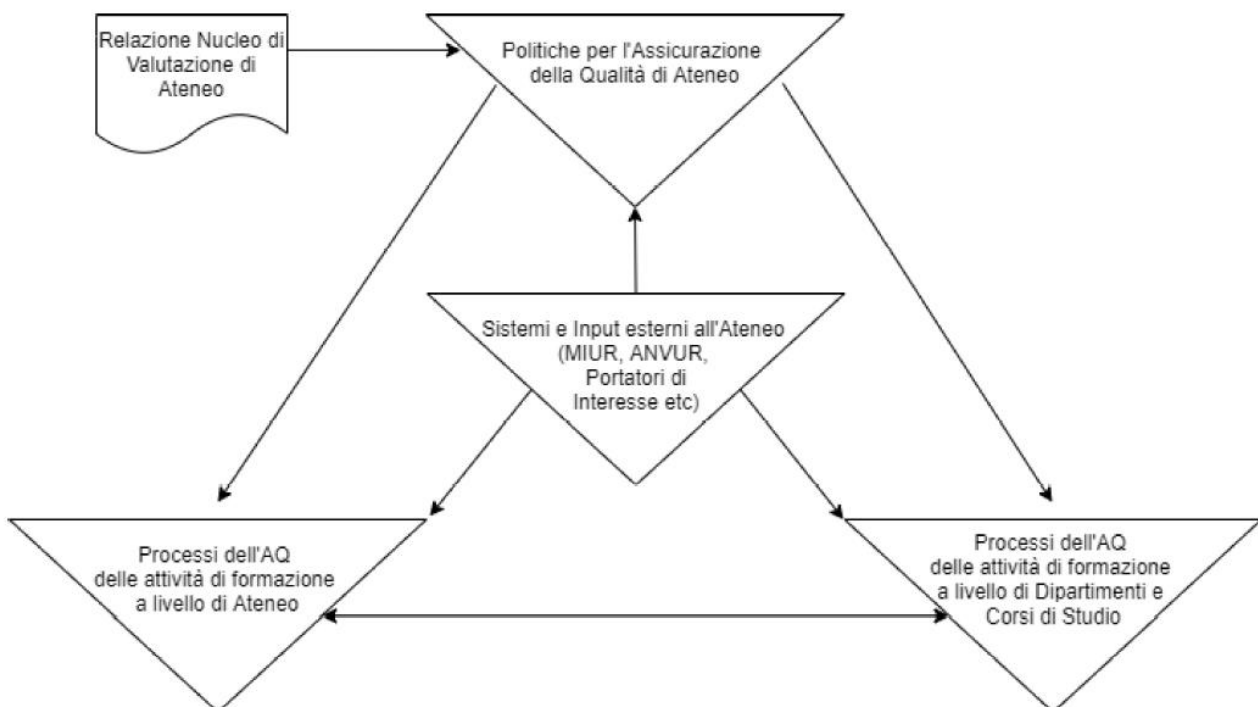 Relazione Nucleo di
Valutazione di
Ateneo
Politiche per l'Assicurazione
della Qualità di Ateneo
Sistemi e Input esterni all'Ateneo
(MIUR, ANVUR,
Portatori di
Interesse etc)
Processi dell'AQ
delle attività di formazione
a livello di Ateneo
Processi dell'AQ
delle attività di formazione
a livello di Dipartimenti e
Corsi di Studio